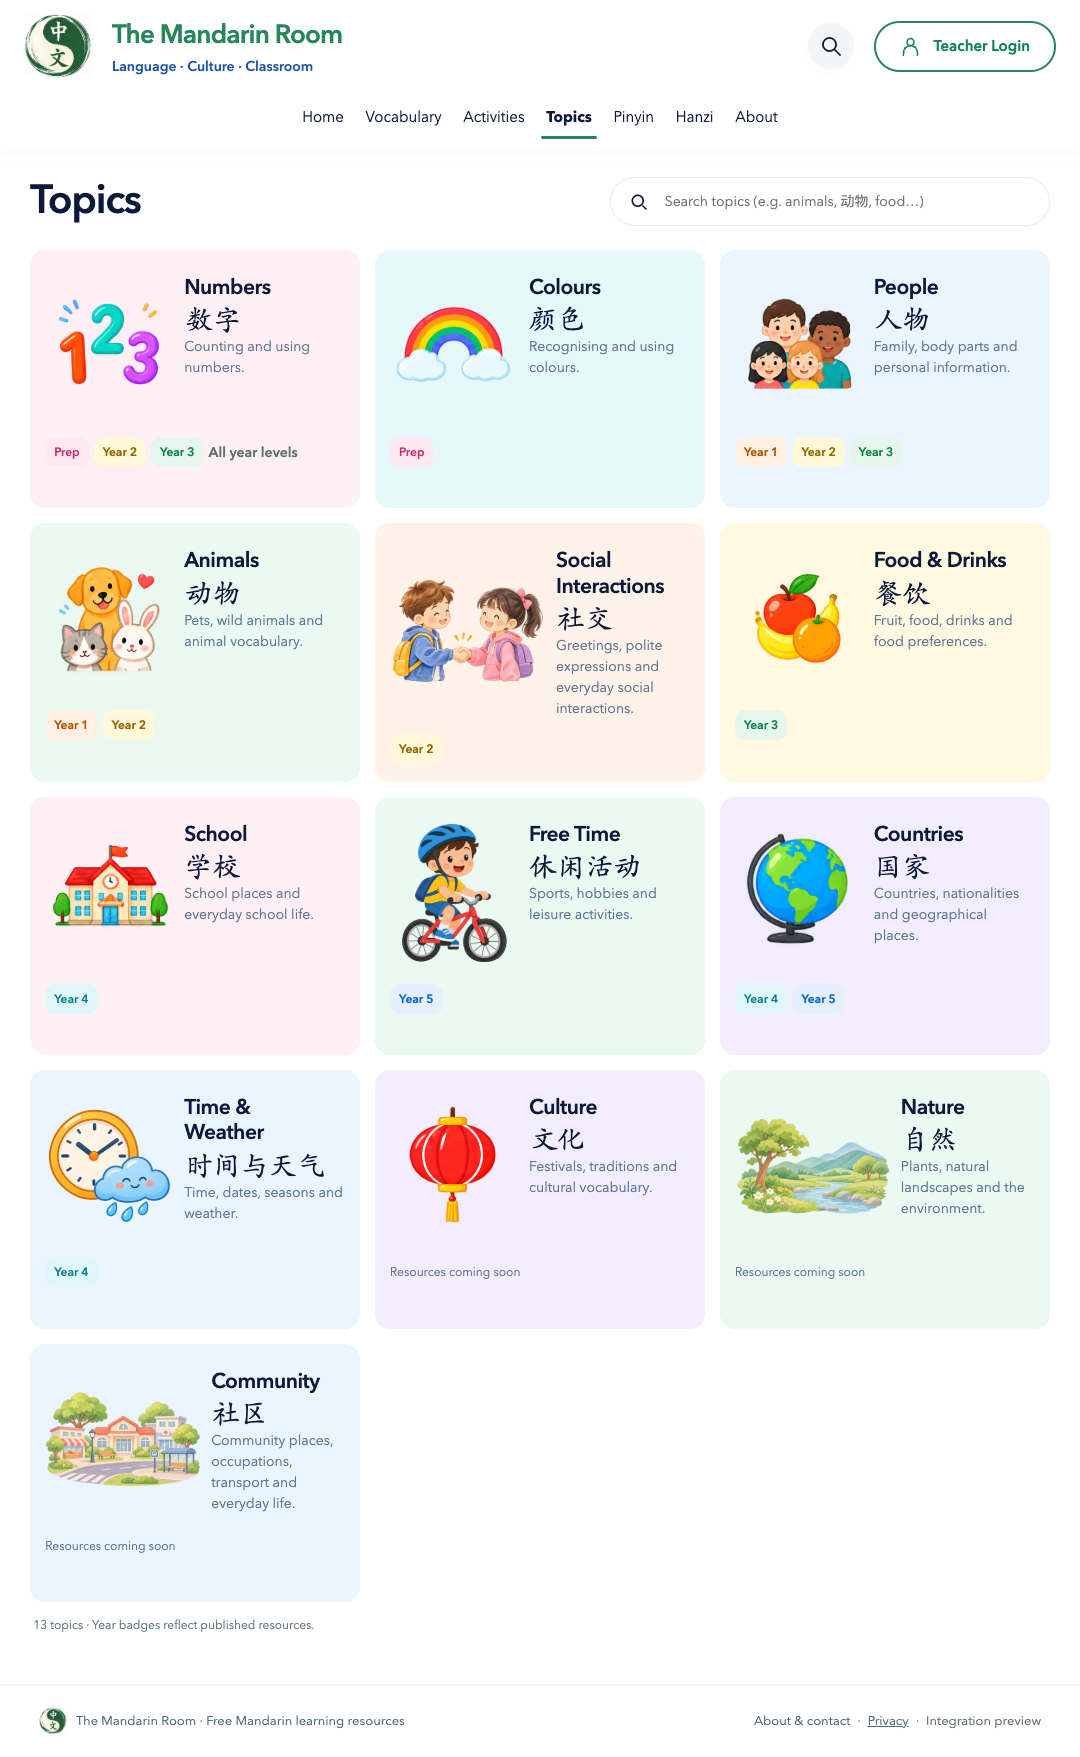 中
文
The Mandarin Room
Language · Culture · Classroom
Teacher Login
Home Vocabulary Activities Topics Pinyin Hanzi About
Topics
Search topics (e.g. animals, 动物, food…)
123
Numbers
数字
Counting and using
numbers.
Prep Year 2 Year 3 All year levels
Colours
颜色
Recognising and using
colours.
Prep
People
人物
Family, body parts and
personal information.
Year 1 Year 2 Year 3
Animals
动物
Pets, wild animals and
animal vocabulary.
Year 1 Year 2
Social
Interactions
社交
Greetings, polite
expressions and
everyday social
interactions.
Year 2
Food & Drinks
餐饮
Fruit, food, drinks and
food preferences.
Year 3
School
学校
School places and
everyday school life.
Year 4
Free Time
休闲活动
Sports, hobbies and
leisure activities.
Year 5
Countries
国家
Countries, nationalities
and geographical
places.
Year 4 Year 5
Time &
Weather
时间与天气
Time, dates, seasons and
weather.
Year 4
Culture
文化
Festivals, traditions and
cultural vocabulary.
Resources coming soon
Nature
自然
Plants, natural
landscapes and the
environment.
Resources coming soon
Community
社区
Community places,
occupations,
transport and
everyday life.
Resources coming soon
13 topics · Year badges reflect published resources.
中
文
The Mandarin Room · Free Mandarin learning resources
About & contact · Privacy · Integration preview